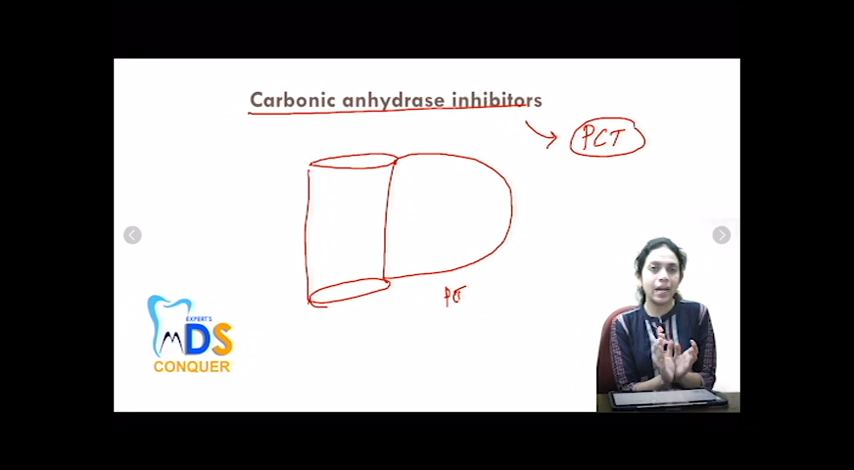 Carbonic anhydrase inhibitors
PCT
PCT
EXPERT'S
MDS
CONQUER